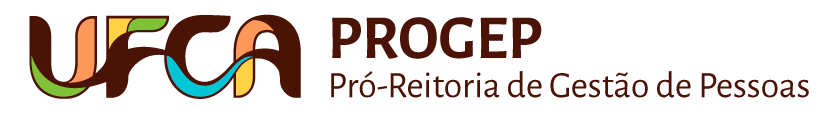 UFCA
PROGEP
Pró-Reitoria de Gestão de Pessoas